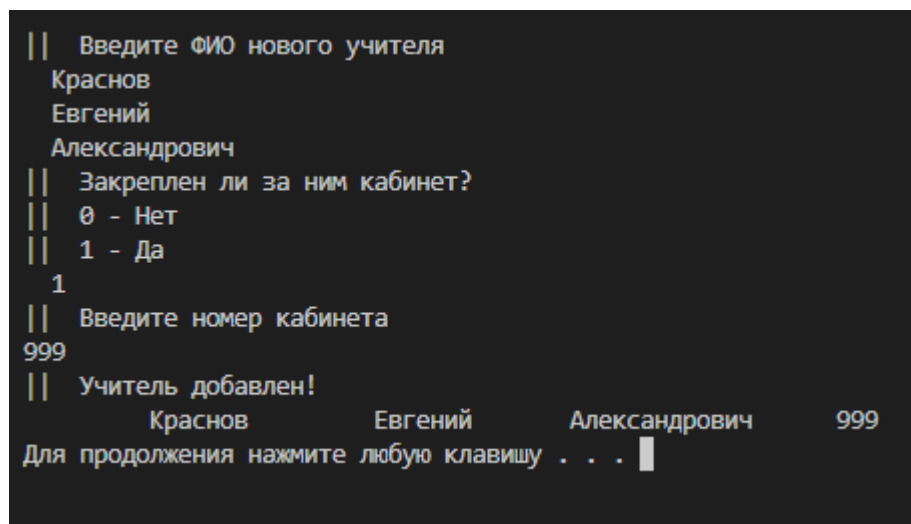 || Введите ФИО нового учителя
Краснов
Евгений
Александрович
|| Закреплен ли за ним кабинет?
|| 0 - Нет
|| 1 - Да
1
|| Введите номер кабинета
999
|| Учитель добавлен!
Краснов Евгений Александрович 999
Для продолжения нажмите любую клавишу . . .